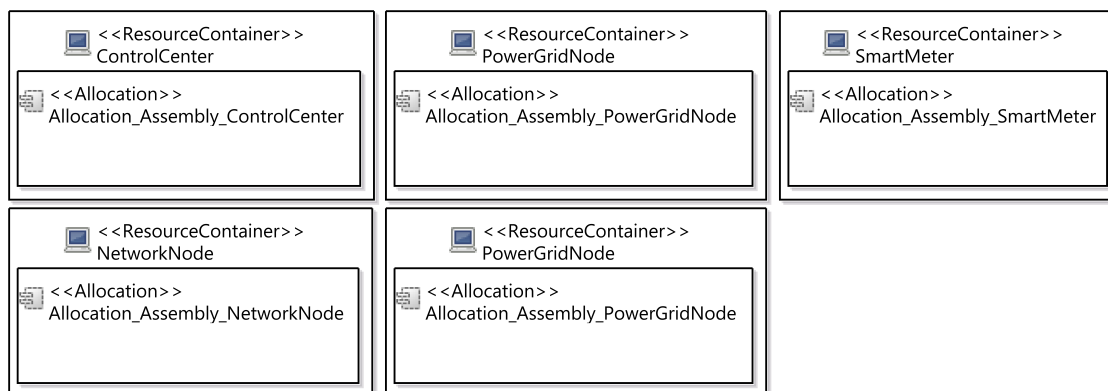 <<ResourceContainer>>
ControlCenter
<<Allocation>>
Allocation_Assembly_ControlCenter
<<ResourceContainer>>
PowerGridNode
<<Allocation>>
Allocation_Assembly_PowerGridNode
<<ResourceContainer>>
SmartMeter
<<Allocation>>
Allocation_Assembly_SmartMeter
<<ResourceContainer>>
NetworkNode
<<Allocation>>
Allocation_Assembly_NetworkNode
<<ResourceContainer>>
PowerGridNode
<<Allocation>>
Allocation_Assembly_PowerGridNode